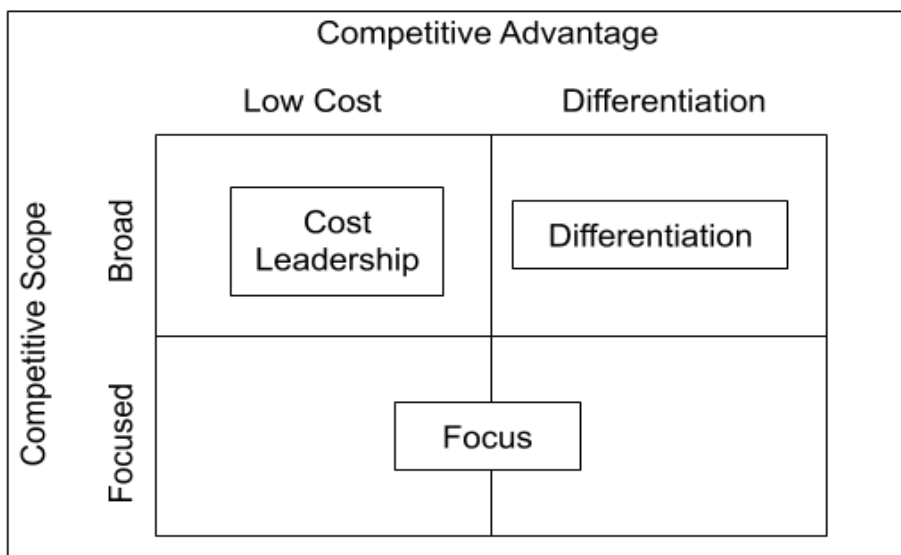 Competitive Advantage
Low Cost
Differentiation
Competitive Scope
Broad
Cost
Leadership
Differentiation
Focused
Focus